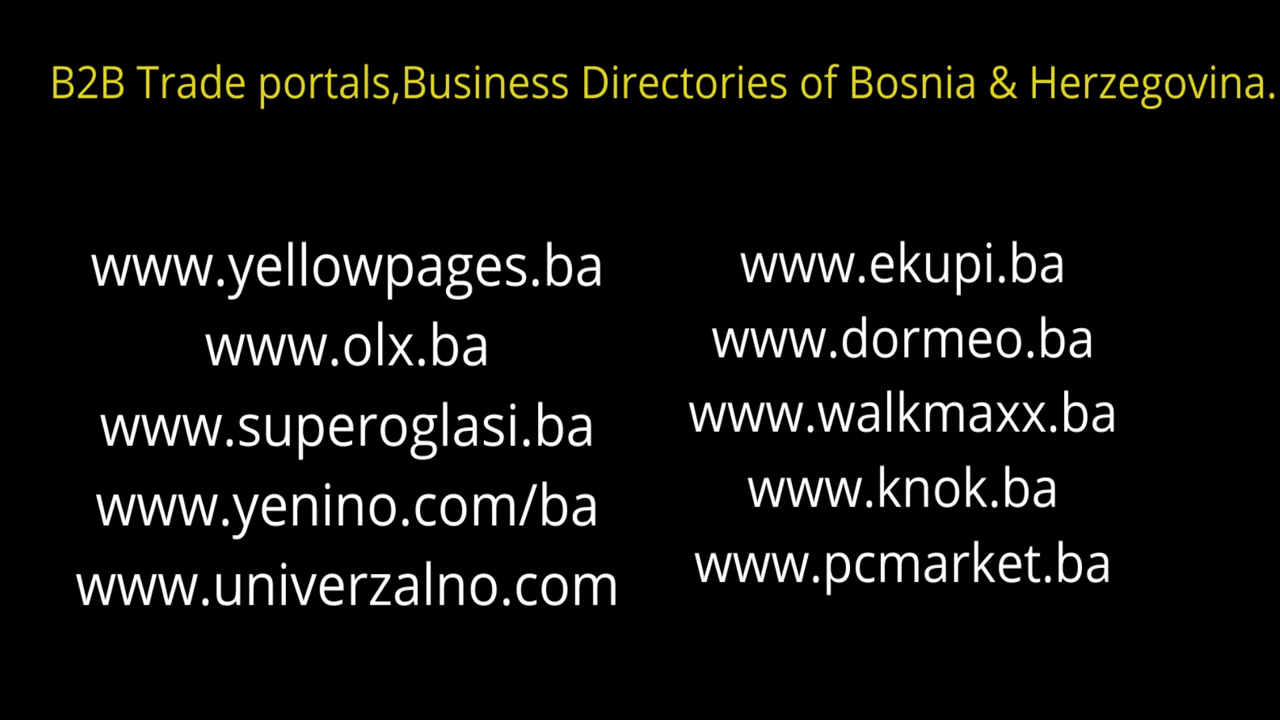 B2B Trade portals,Business Directories of Bosnia & Herzegovina.
www.yellowpages.ba
www.olx.ba
www.superoglasi.ba
www.yenino.com/ba
www.univerzalno.com
www.ekupi.ba
www.dormeo.ba
www.walkmaxx.ba
www.knok.ba
www.pcmarket.ba